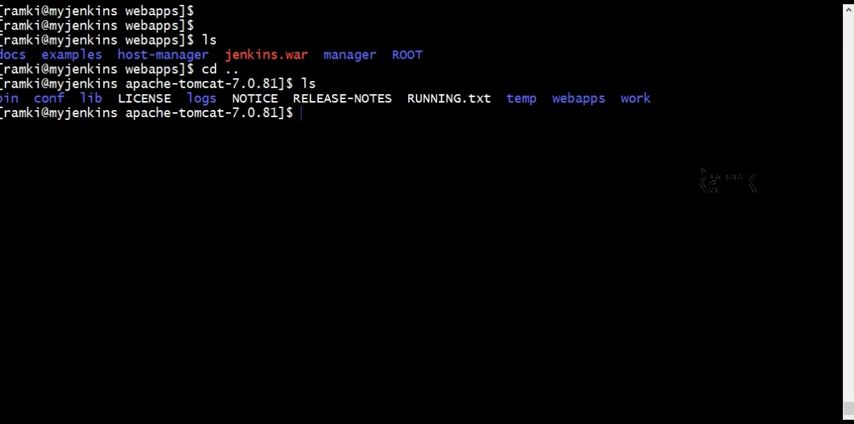 [ramki@myjenkins webapps]$
[ramki@myjenkins webapps]$
[ramki@myjenkins webapps]$ ls
docs examples host-manager jenkins.war manager ROOT
[ramki@myjenkins webapps]$ cd ..
[ramki@myjenkins apache-tomcat-7.0.81]$ ls
bin conf lib LICENSE logs NOTICE RELEASE-NOTES RUNNING.txt temp webapps work
[ramki@myjenkins apache-tomcat-7.0.81]$